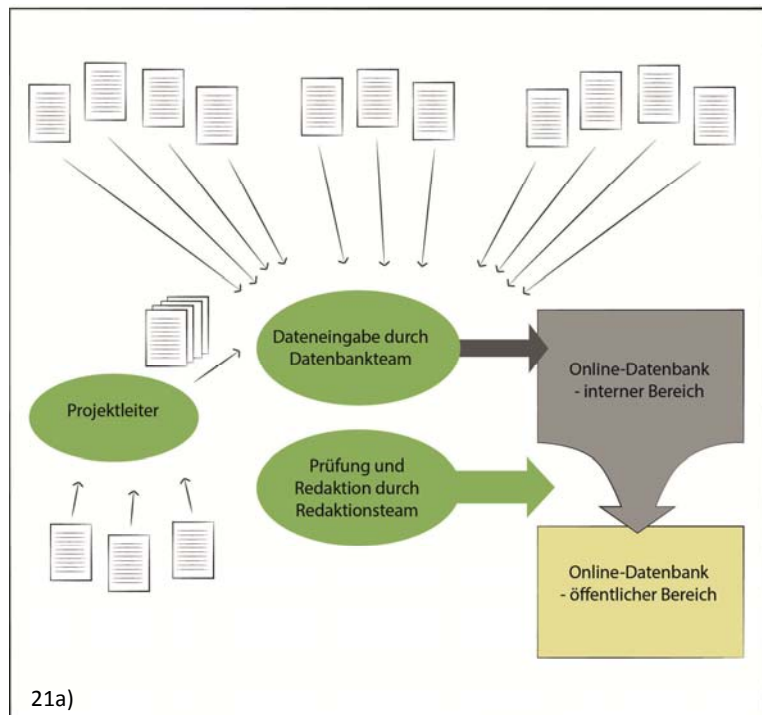 Dateneingabe durch
Datenbankteam
Online-Datenbank
- interner Bereich
Projektleiter
Prüfung und
Redaktion durch
Redaktionsteam
Online-Datenbank
- öffentlicher Bereich
21a)